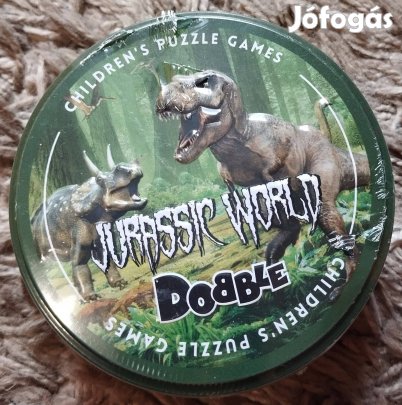 Jófogás
CHILDREN'S PUZZLE GAMES
JURASSIC WORLD
DOBBLE
CHILDREN'S PUZZLE GAMES